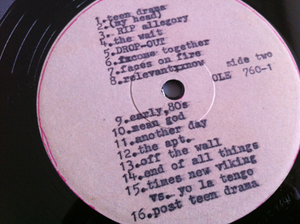 1.teen drama
2.(my head)
3. RIP allegory
4.the wait
5.DROP-OUT
6.income together
7.faces on fire
8.relevant:now
side two
OLE 760-1
9.early,80s
10.mean god
11.another day
12.the apt.
13.off the wall
14.end of all things
15.times new viking
vs. yo la tengo
16.post teen drama